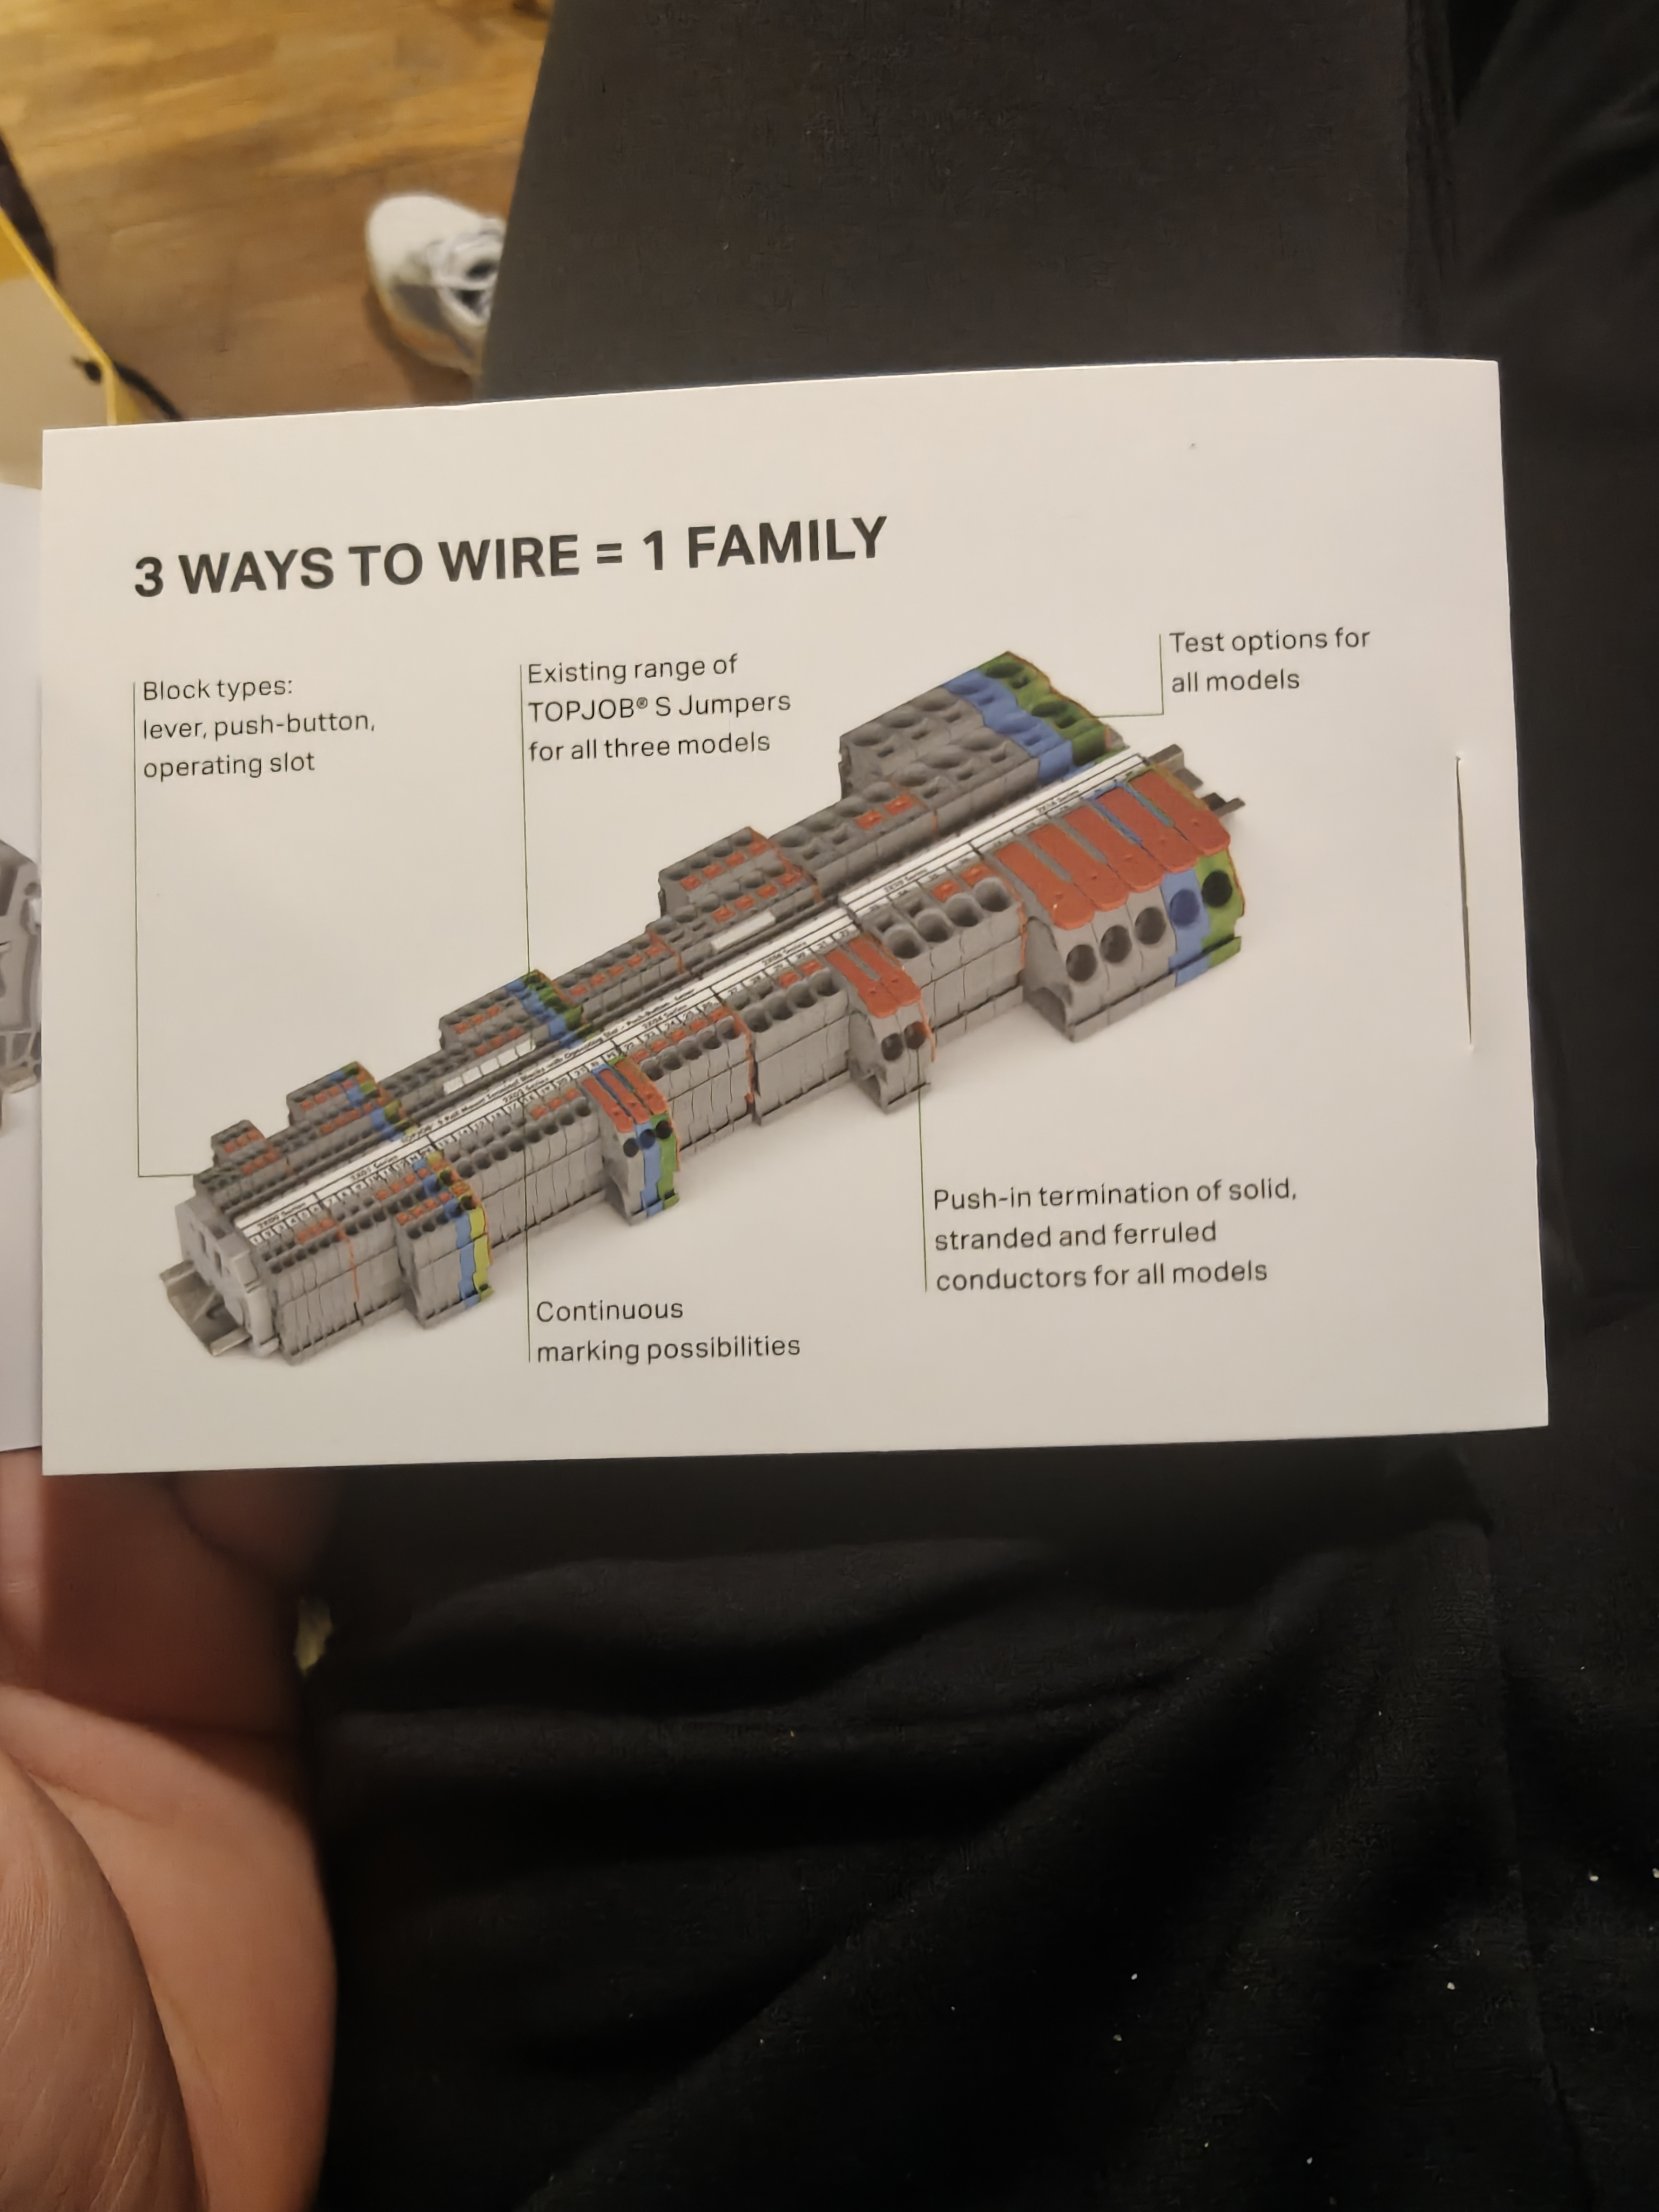 3 WAYS TO WIRE = 1 FAMILY
Block types:
lever, push-button,
operating slot
Existing range of
TOPJOB® S Jumpers
for all three models
Test options for
all models
Continuous
marking possibilities
Push-in termination of solid,
stranded and ferruled
conductors for all models